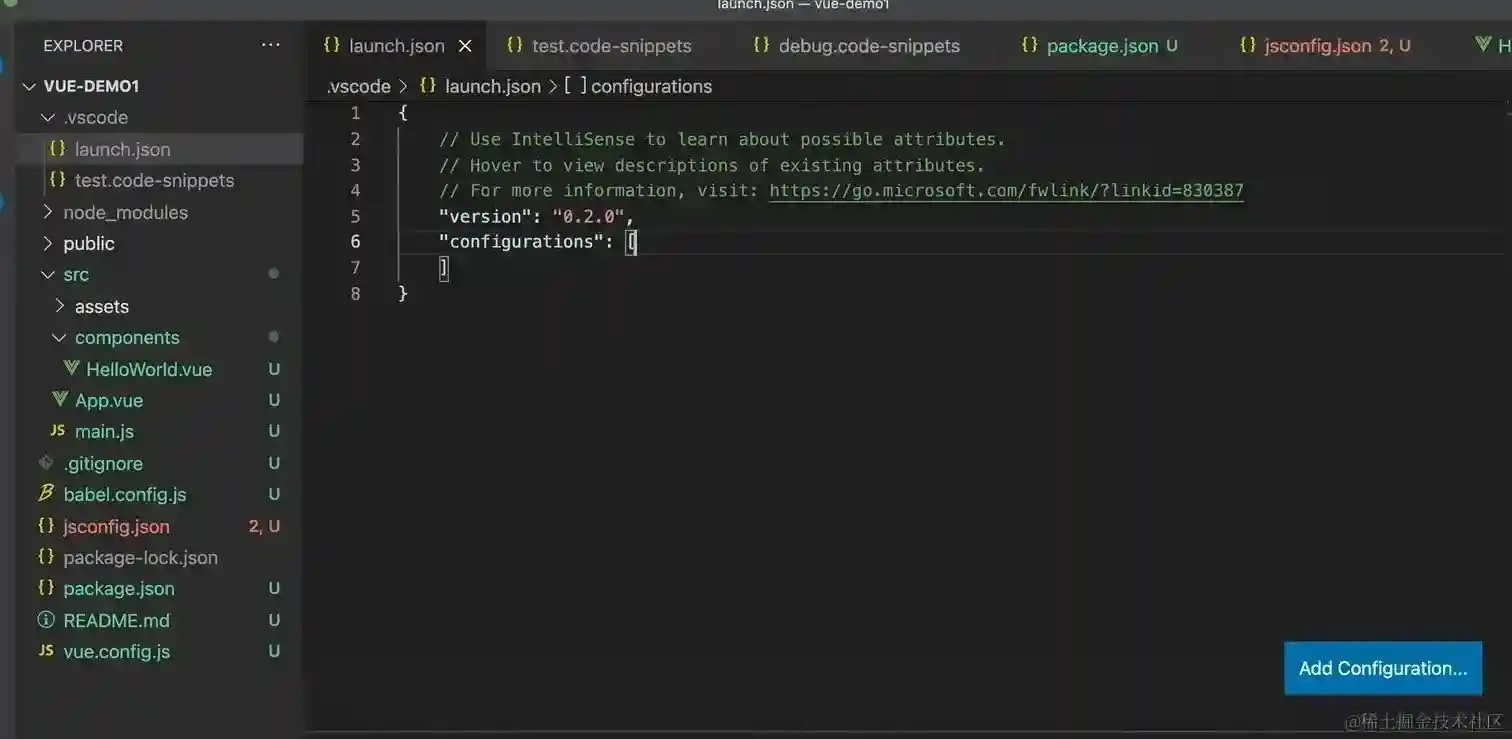 launch.json — vue-demo1
EXPLORER ...
launch.json test.code-snippets debug.code-snippets package.json U jsconfig.json 2, U H
VUE-DEMO1
.vscode
launch.json
test.code-snippets
node_modules
public
src
assets
components
HelloWorld.vue U
App.vue U
JS main.js U
.gitignore U
babel.config.js U
jsconfig.json 2, U
package-lock.json
package.json U
README.md U
JS vue.config.js U
.vscode > {} launch.json > [ ] configurations
1 {
2 // Use IntelliSense to learn about possible attributes.
3 // Hover to view descriptions of existing attributes.
4 // For more information, visit: https://go.microsoft.com/fwlink/?linkid=830387
5 "version": "0.2.0",
6 "configurations": [
7 ]
8 }
Add Configuration...
@稀土掘金技术社区